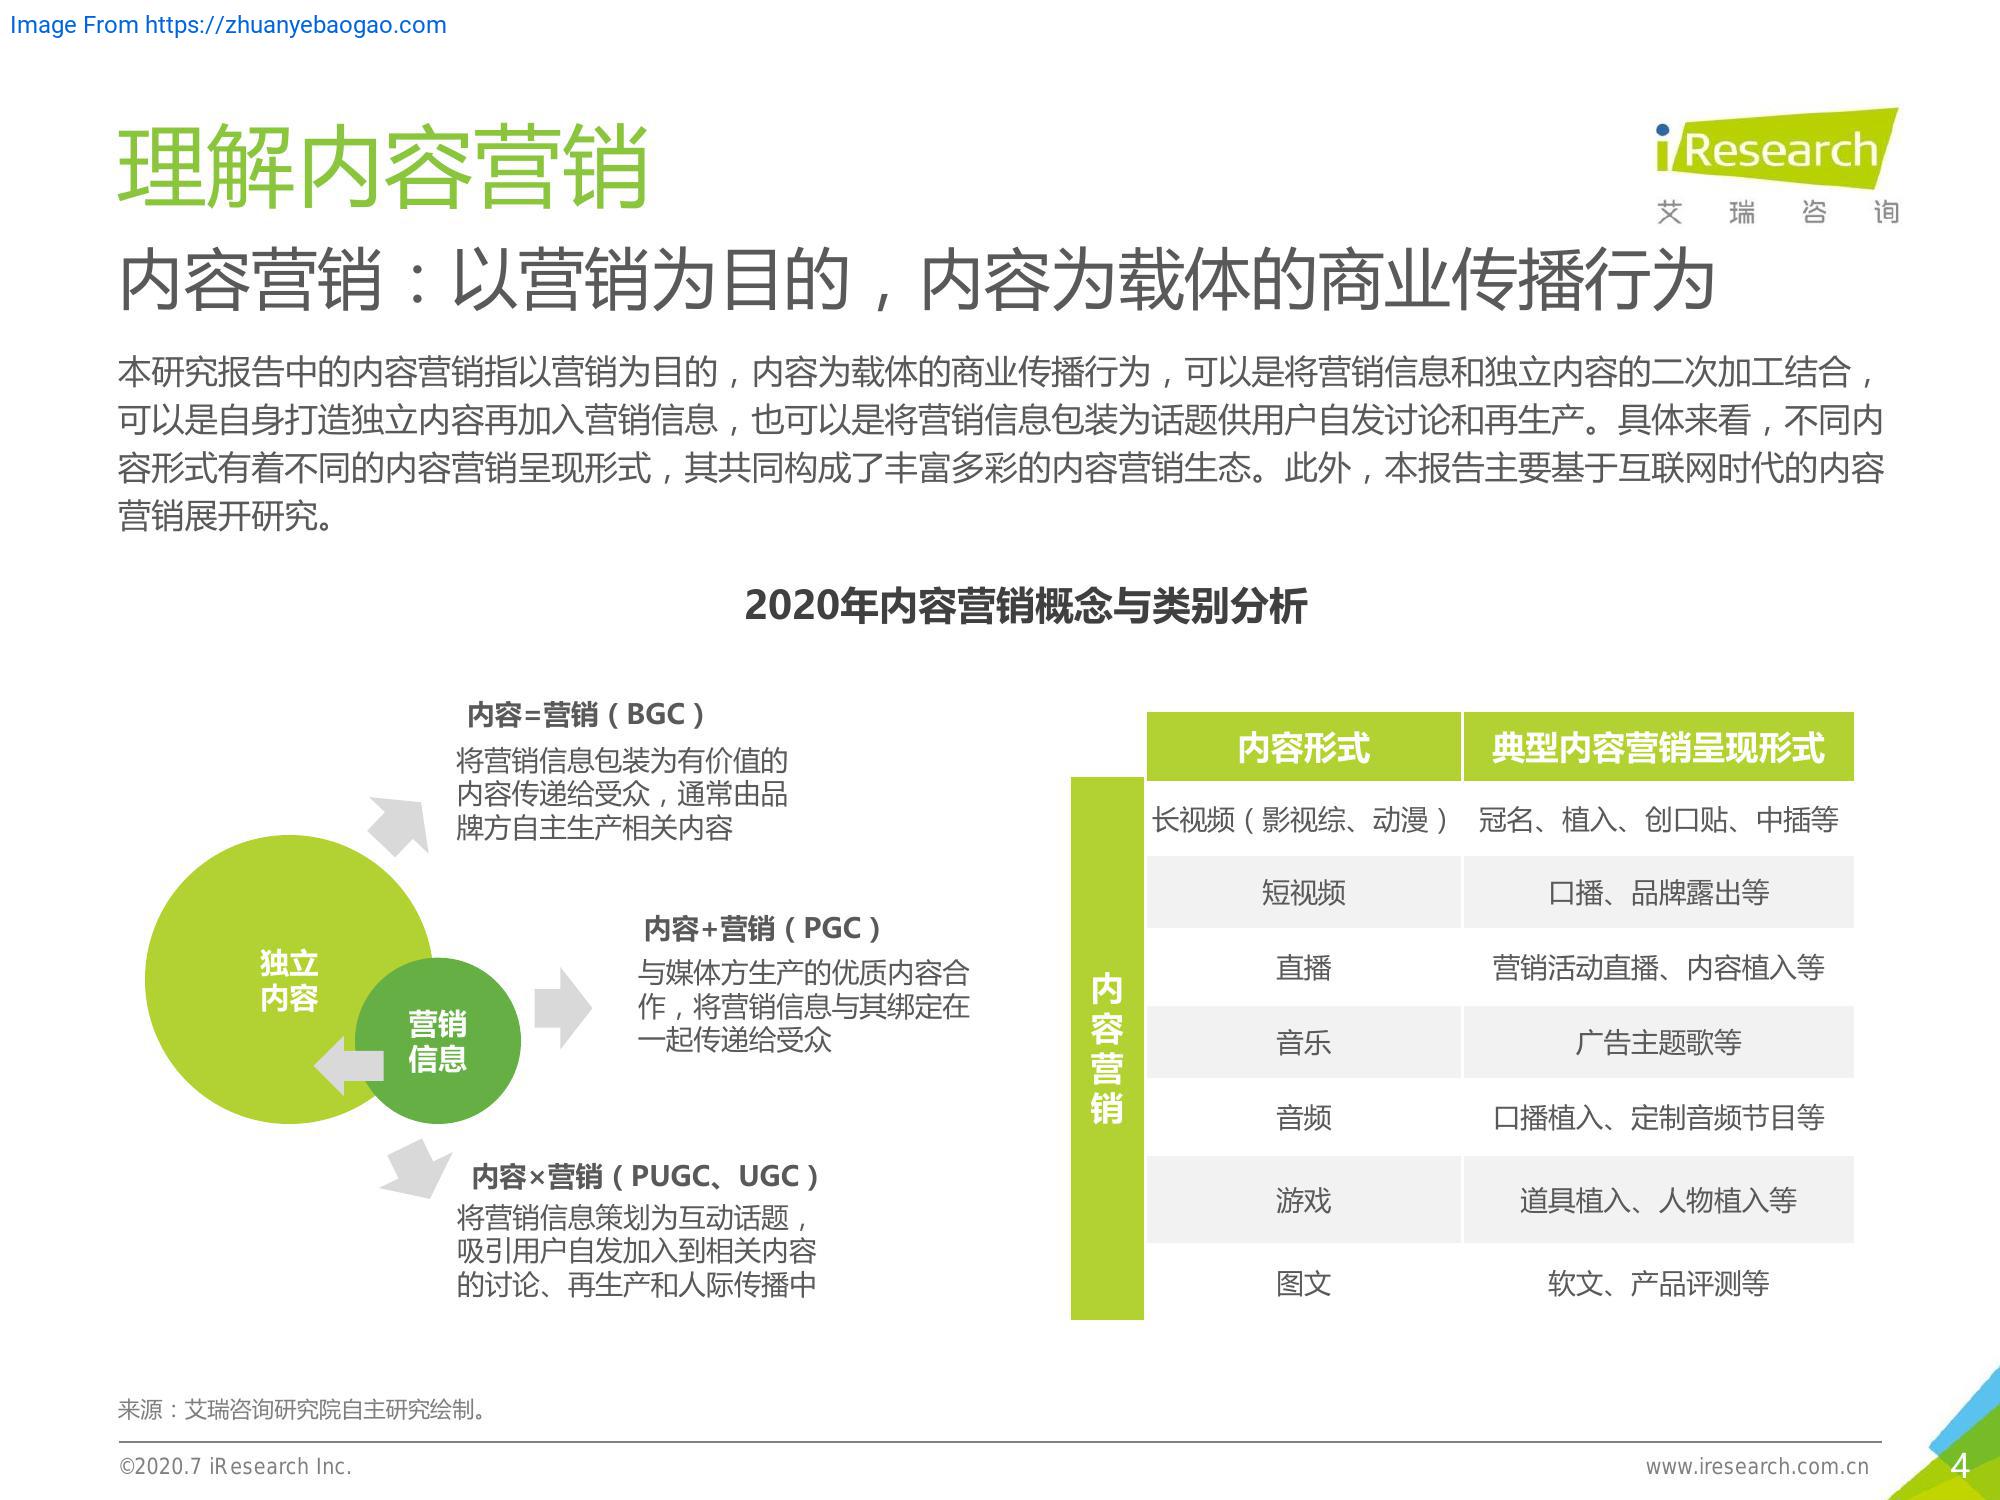 Image From https://zhuanyebaogao.com
理解内容营销
iResearch
艾瑞咨询
内容营销：以营销为目的，内容为载体的商业传播行为
本研究报告中的内容营销指以营销为目的，内容为载体的商业传播行为，可以是将营销信息和独立内容的二次加工结合，
可以是自身打造独立内容再加入营销信息，也可以是将营销信息包装为话题供用户自发讨论和再生产。具体来看，不同内
容形式有着不同的内容营销呈现形式，其共同构成了丰富多彩的内容营销生态。此外，本报告主要基于互联网时代的内容
营销展开研究。
2020年内容营销概念与类别分析
内容=营销（BGC）
将营销信息包装为有价值的
内容传递给受众，通常由品
牌方自主生产相关内容
独立
内容
营销
信息
内容+营销（PGC）
与媒体方生产的优质内容合
作，将营销信息与其绑定在
一起传递给受众
内容×营销（PUGC、UGC）
将营销信息策划为互动话题，
吸引用户自发加入到相关内容
的讨论、再生产和人际传播中
内容营销
内容形式 典型内容营销呈现形式
长视频（影视综、动漫） 冠名、植入、创口贴、中插等
短视频 口播、品牌露出等
直播 营销活动直播、内容植入等
音乐 广告主题歌等
音频 口播植入、定制音频节目等
游戏 道具植入、人物植入等
图文 软文、产品评测等
来源：艾瑞咨询研究院自主研究绘制。
©2020.7 iResearch Inc. www.iresearch.com.cn
4